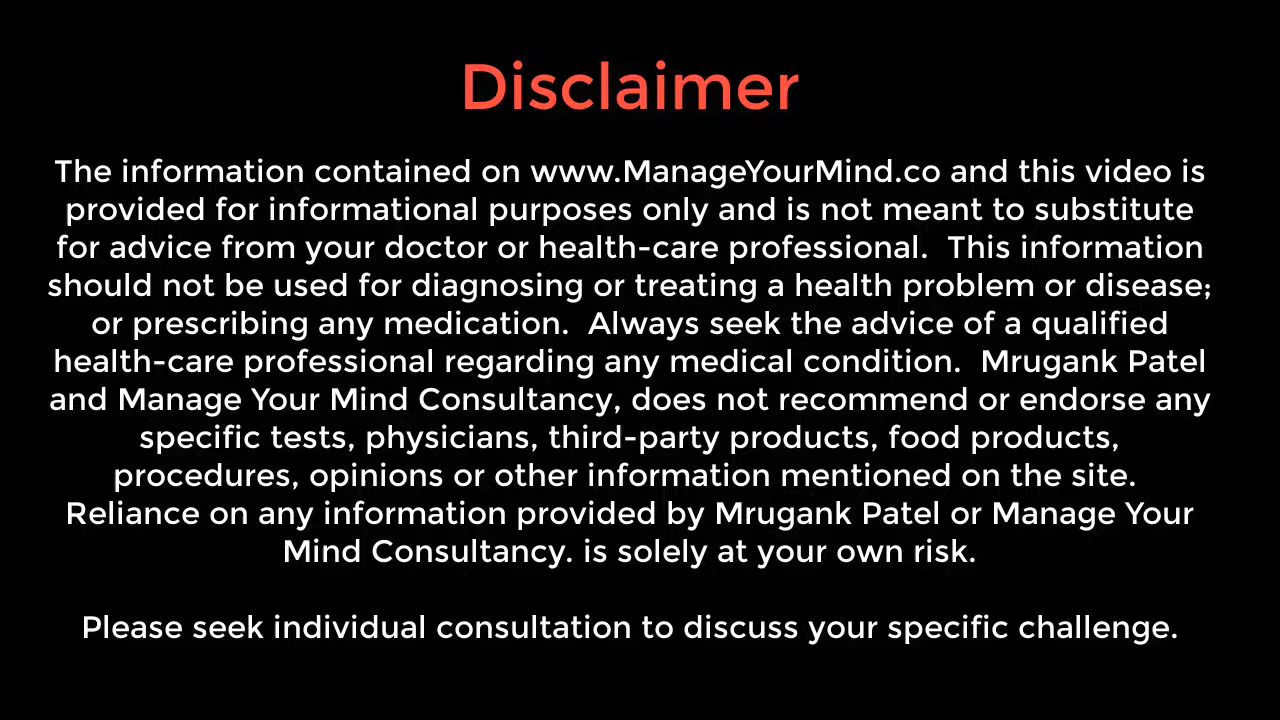 Disclaimer
The information contained on www.ManageYourMind.co and this video is
provided for informational purposes only and is not meant to substitute
for advice from your doctor or health-care professional.  This information
should not be used for diagnosing or treating a health problem or disease;
or prescribing any medication.  Always seek the advice of a qualified
health-care professional regarding any medical condition.  Mrugank Patel
and Manage Your Mind Consultancy, does not recommend or endorse any
specific tests, physicians, third-party products, food products,
procedures, opinions or other information mentioned on the site.
Reliance on any information provided by Mrugank Patel or Manage Your
Mind Consultancy. is solely at your own risk.
Please seek individual consultation to discuss your specific challenge.